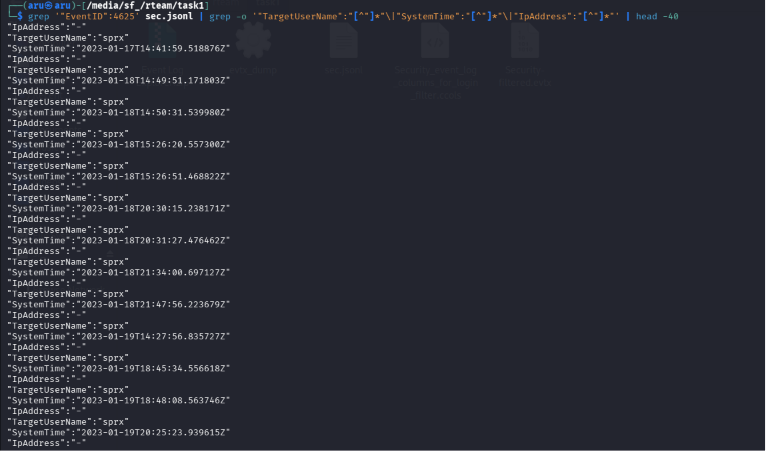 ┌──(aru㉿aru)-[/media/sf_/rteam/task1]
└─$ grep '"EventID":4625' sec.jsonl | grep -o '"TargetUserName":"[^"]*"\|"SystemTime":"[^"]*"\|"IpAddress":"[^"]*"' | head -40
"IpAddress":"-"
"TargetUserName":"sprx"
"SystemTime":"2023-01-17T14:41:59.518876Z"
"IpAddress":"-"
"TargetUserName":"sprx"
"SystemTime":"2023-01-18T14:49:51.171803Z"
"IpAddress":"-"
"TargetUserName":"sprx"
"SystemTime":"2023-01-18T14:50:31.539980Z"
"IpAddress":"-"
"TargetUserName":"sprx"
"SystemTime":"2023-01-18T15:26:20.557300Z"
"IpAddress":"-"
"TargetUserName":"sprx"
"SystemTime":"2023-01-18T15:26:51.468822Z"
"IpAddress":"-"
"TargetUserName":"sprx"
"SystemTime":"2023-01-18T20:30:15.238171Z"
"IpAddress":"-"
"TargetUserName":"sprx"
"SystemTime":"2023-01-18T20:31:27.476462Z"
"IpAddress":"-"
"TargetUserName":"sprx"
"SystemTime":"2023-01-18T21:34:00.697127Z"
"IpAddress":"-"
"TargetUserName":"sprx"
"SystemTime":"2023-01-18T21:47:56.223679Z"
"IpAddress":"-"
"TargetUserName":"sprx"
"SystemTime":"2023-01-19T14:27:56.835727Z"
"IpAddress":"-"
"TargetUserName":"sprx"
"SystemTime":"2023-01-19T18:45:34.556618Z"
"IpAddress":"-"
"TargetUserName":"sprx"
"SystemTime":"2023-01-19T18:48:08.563746Z"
"IpAddress":"-"
"TargetUserName":"sprx"
"SystemTime":"2023-01-19T20:25:23.939615Z"
"IpAddress":"-"